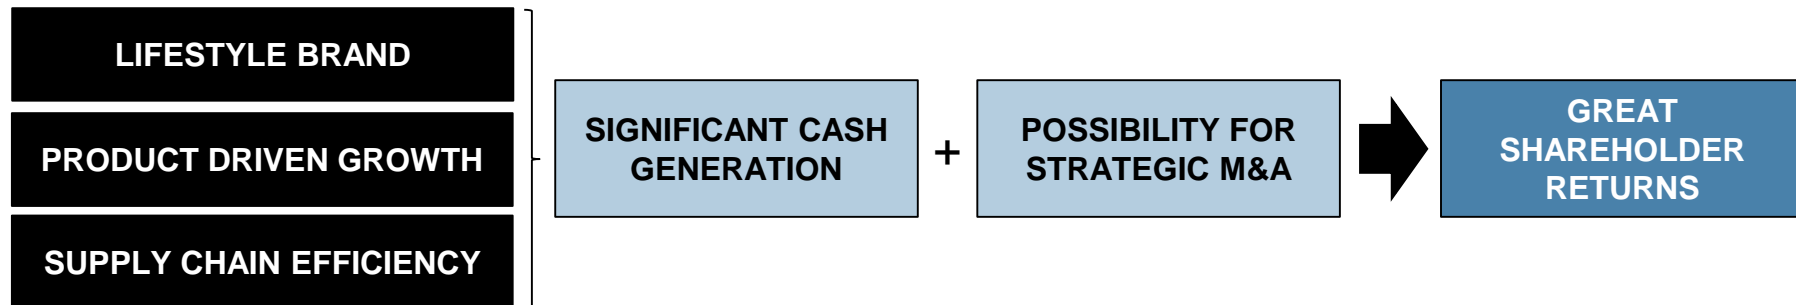 LIFESTYLE BRAND
PRODUCT DRIVEN GROWTH
SUPPLY CHAIN EFFICIENCY
SIGNIFICANT CASH
GENERATION
+
POSSIBILITY FOR
STRATEGIC M&A
GREAT
SHAREHOLDER
RETURNS